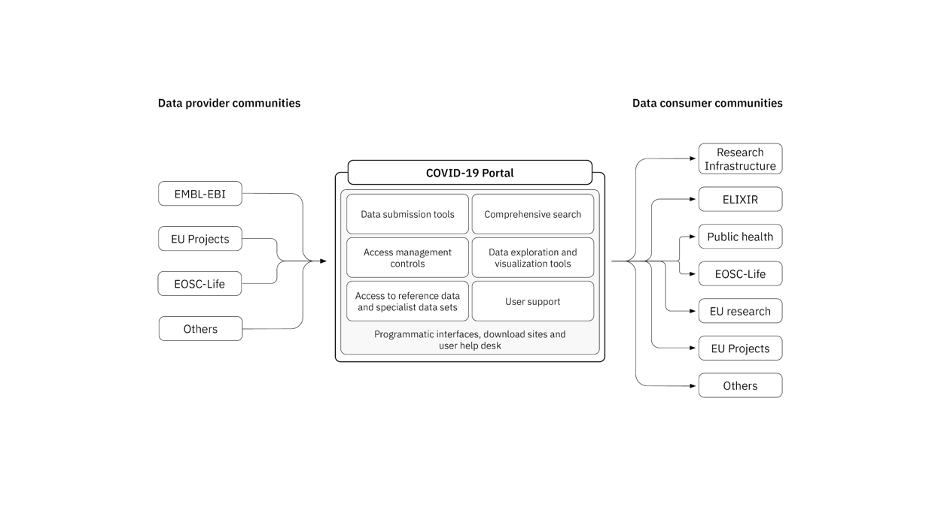 Data provider communities
Data consumer communities
EMBL-EBI
EU Projects
EOSC-Life
Others
COVID-19 Portal
Data submission tools
Comprehensive search
Access management
controls
Data exploration and
visualization tools
Access to reference data
and specialist data sets
User support
Programmatic interfaces, download sites and
user help desk
Research
Infrastructure
ELIXIR
Public health
EOSC-Life
EU research
EU Projects
Others